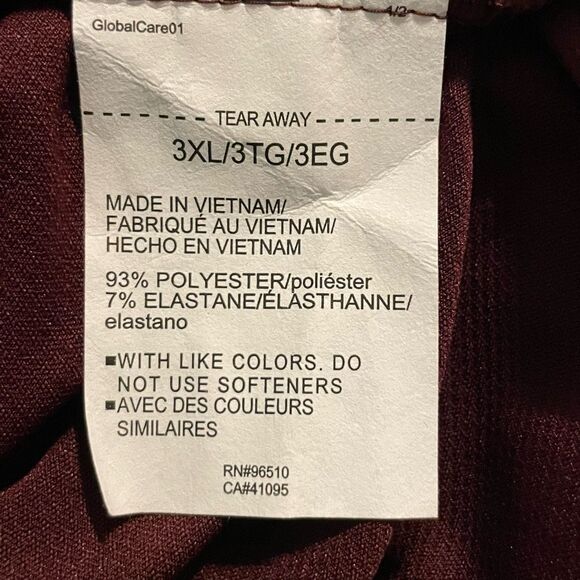 1/2
GlobalCare01
TEAR AWAY
3XL/3TG/3EG
MADE IN VIETNAM/
FABRIQUÉ AU VIETNAM/
HECHO EN VIETNAM
93% POLYESTER/poliéster
7% ELASTANE/ÉLASTHANNE/
elastano
▪WITH LIKE COLORS. DO
NOT USE SOFTENERS
▪AVEC DES COULEURS
SIMILAIRES
RN#96510
CA#41095